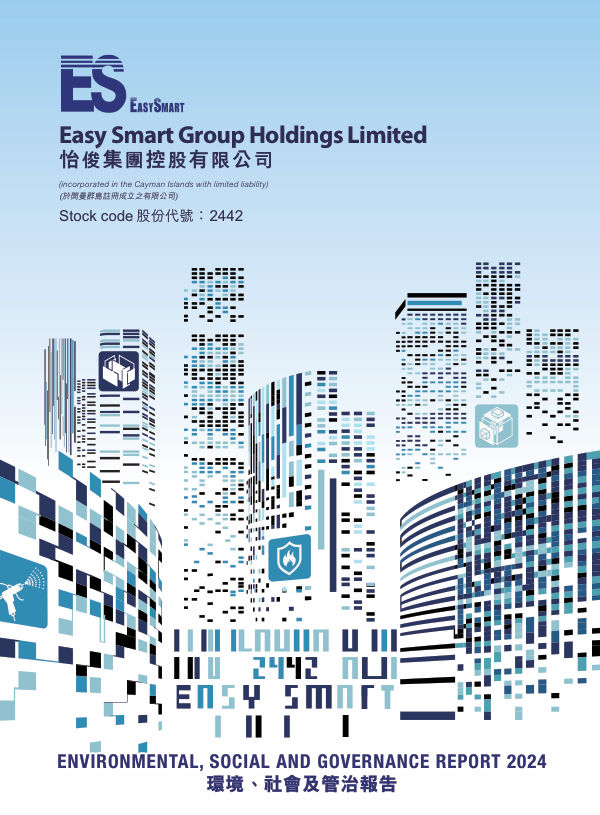 ES EASYSMART
Easy Smart Group Holdings Limited
怡俊集團控股有限公司
(incorporated in the Cayman Islands with limited liability)
(於開曼群島註冊成立之有限公司)
Stock code 股份代號：2442
2442
EASY SMART
ENVIRONMENTAL, SOCIAL AND GOVERNANCE REPORT 2024
環境、社會及管治報告